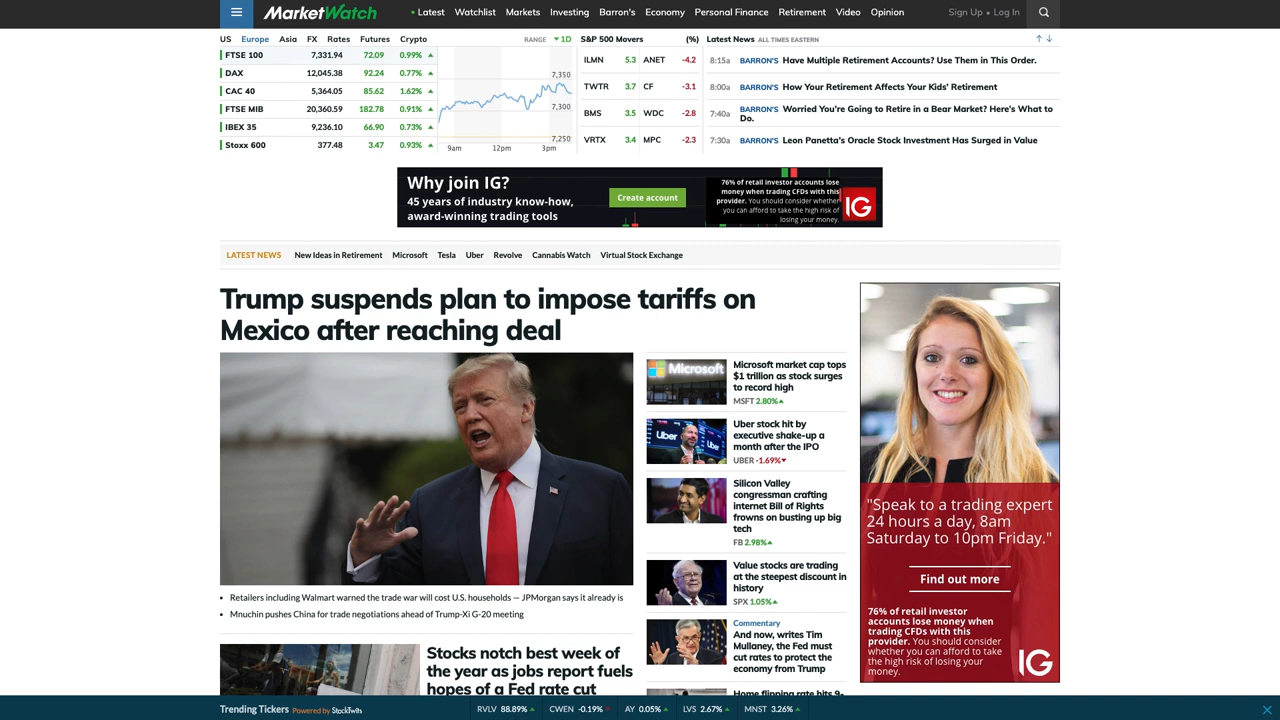 MarketWatch
• Latest Watchlist Markets Investing Barron's Economy Personal Finance Retirement Video Opinion
Sign Up • Log In
US Europe Asia FX Rates Futures Crypto
RANGE ▼1D
FTSE 100 7,331.94 72.09 0.99%
DAX 12,045.38 92.24 0.77%
CAC 40 5,364.05 85.62 1.62%
FTSE MIB 20,360.59 182.78 0.91%
IBEX 35 9,236.10 66.90 0.73%
Stoxx 600 377.48 3.47 0.93%
7,350
7,300
7,250
9am 12pm 3pm
S&P 500 Movers (%)
ILMN 5.3 ANET -4.2
TWTR 3.7 CF -3.1
BMS 3.5 WDC -2.8
VRTX 3.4 MPC -2.3
Latest News ALL TIMES EASTERN
8:15a BARRON'S Have Multiple Retirement Accounts? Use Them in This Order.
8:00a BARRON'S How Your Retirement Affects Your Kids' Retirement
7:40a BARRON'S Worried You're Going to Retire in a Bear Market? Here's What to
Do.
7:30a BARRON'S Leon Panetta's Oracle Stock Investment Has Surged in Value
Why join IG?
45 years of industry know-how,
award-winning trading tools
Create account
76% of retail investor accounts lose
money when trading CFDs with this
provider. You should consider whether
you can afford to take the high risk of
losing your money.
IG
LATEST NEWS New Ideas in Retirement Microsoft Tesla Uber Revolve Cannabis Watch Virtual Stock Exchange
Trump suspends plan to impose tariffs on
Mexico after reaching deal
• Retailers including Walmart warned the trade war will cost U.S. households — JPMorgan says it already is
• Mnuchin pushes China for trade negotiations ahead of Trump-Xi G-20 meeting
Stocks notch best week of
the year as jobs report fuels
hopes of a Fed rate cut
Microsoft
Microsoft market cap tops
$1 trillion as stock surges
to record high
MSFT 2.80%
Uber
Uber
Uber stock hit by
executive shake-up a
month after the IPO
UBER -1.69%
Silicon Valley
congressman crafting
internet Bill of Rights
frowns on busting up big
tech
FB 2.98%
Value stocks are trading
at the steepest discount in
history
SPX 1.05%
Commentary
And now, writes Tim
Mullaney, the Fed must
cut rates to protect the
economy from Trump
Home flipping rate hits 9-
"Speak to a trading expert
24 hours a day, 8am
Saturday to 10pm Friday."
Find out more
76% of retail investor
accounts lose money when
trading CFDs with this
provider. You should consider
whether you can afford to take
the high risk of losing your
money.
IG
Trending Tickers Powered by StockTwits
RVLV 88.89% CWEN -0.19% AY 0.05% LVS 2.67% MNST 3.26%